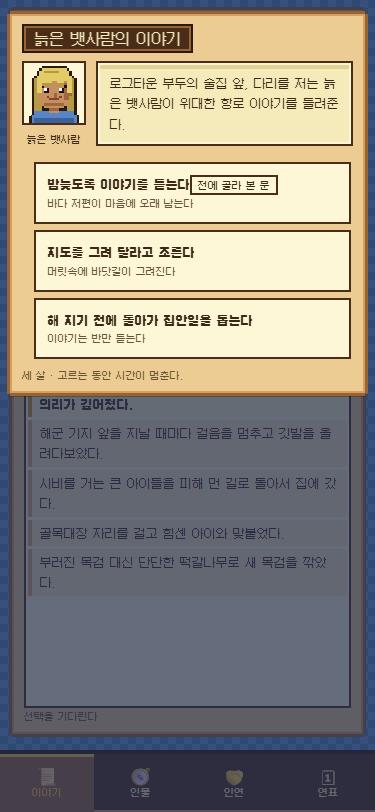 늙은 뱃사람의 이야기
로그타운 부두의 술집 앞, 다리를 저는 늙
은 뱃사람이 위대한 항로 이야기를 들려준
다.
늙은 뱃사람
밤늦도록 이야기를 듣는다 전에 골라 본 문
바다 저편이 마음에 오래 남는다
지도를 그려 달라고 조른다
머릿속에 바닷길이 그려진다
해 지기 전에 돌아가 집안일을 돕는다
이야기는 반만 듣는다
세 살 · 고르는 동안 시간이 멈춘다.
의리가 깊어졌다.
해군 기지 앞을 지날 때마다 걸음을 멈추고 깃발을 올
려다보았다.
시비를 거는 큰 아이들을 피해 먼 길로 돌아서 집에 갔
다.
골목대장 자리를 걸고 힘센 아이와 맞붙었다.
부러진 목검 대신 단단한 떡갈나무로 새 목검을 깎았
다.
선택을 기다린다
이야기
인물
인연
1
연표